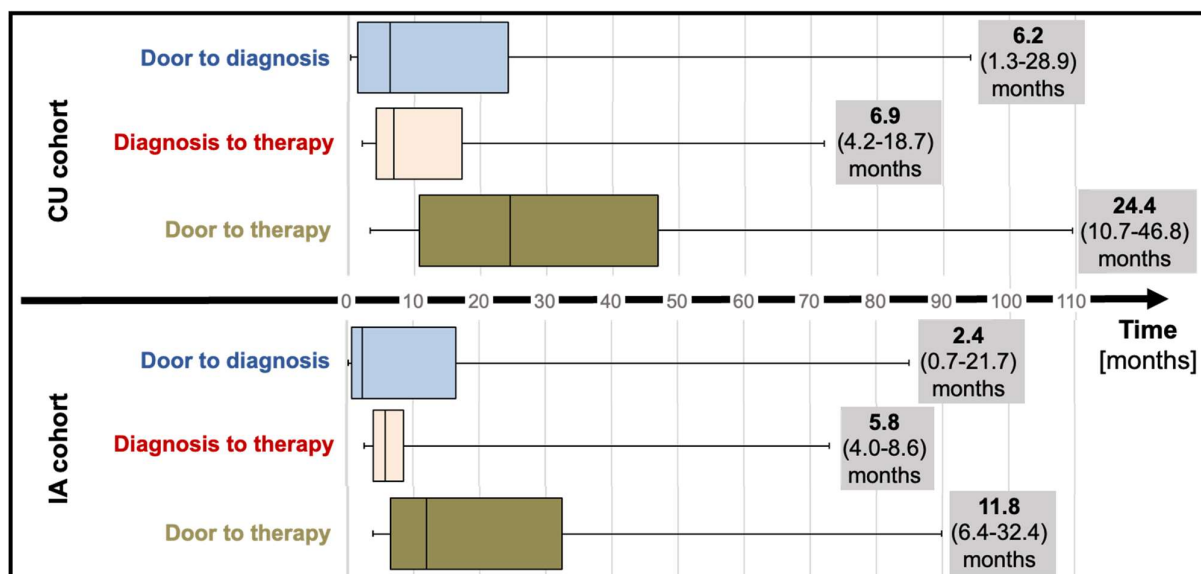 CU cohort
Door to diagnosis
6.2
(1.3-28.9)
months
Diagnosis to therapy
6.9
(4.2-18.7)
months
Door to therapy
24.4
(10.7-46.8)
months
0 10 20 30 40 50 60 70 80 90 100 110
Time
[months]
IA cohort
Door to diagnosis
2.4
(0.7-21.7)
months
Diagnosis to therapy
5.8
(4.0-8.6)
months
Door to therapy
11.8
(6.4-32.4)
months